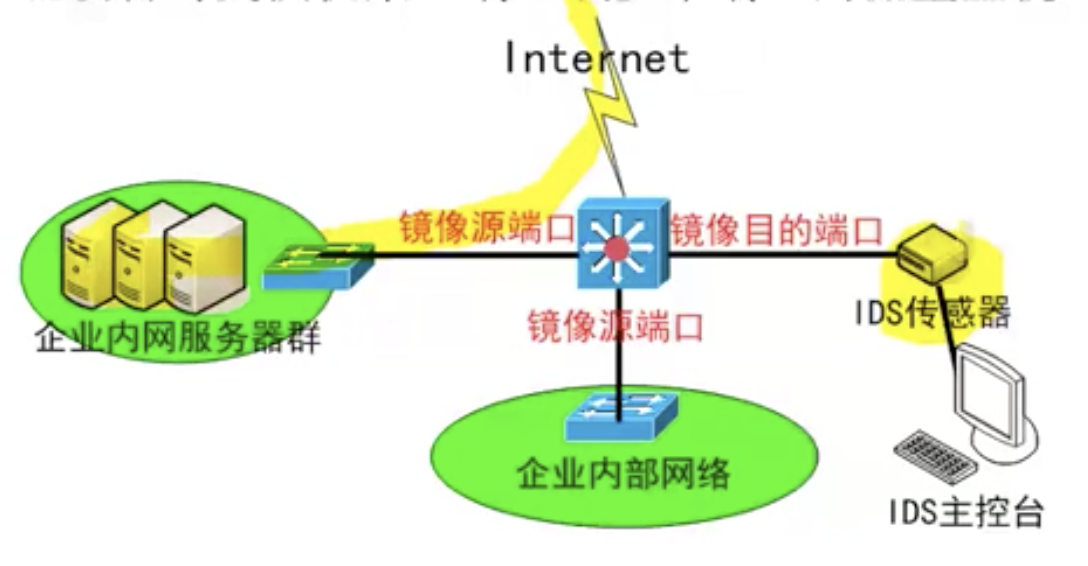 Internet
镜像源端口
镜像目的端口
IDS传感器
镜像源端口
企业内网服务器群
企业内部网络
IDS主控台